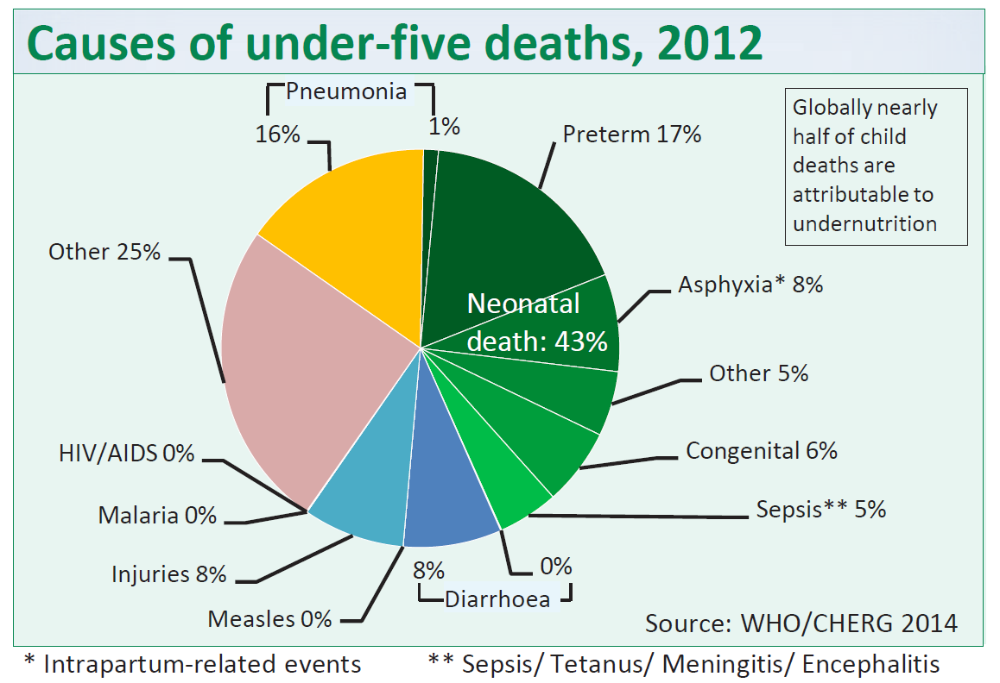 Causes of under-five deaths, 2012
Pneumonia
16%
1%
Preterm 17%
Globally nearly
half of child
deaths are
attributable to
undernutrition
Other 25%
Asphyxia* 8%
Neonatal
death: 43%
Other 5%
HIV/AIDS 0%
Congenital 6%
Malaria 0%
Sepsis** 5%
Injuries 8%
8%
0%
Diarrhoea
Measles 0%
Source: WHO/CHERG 2014
* Intrapartum-related events
** Sepsis/ Tetanus/ Meningitis/ Encephalitis